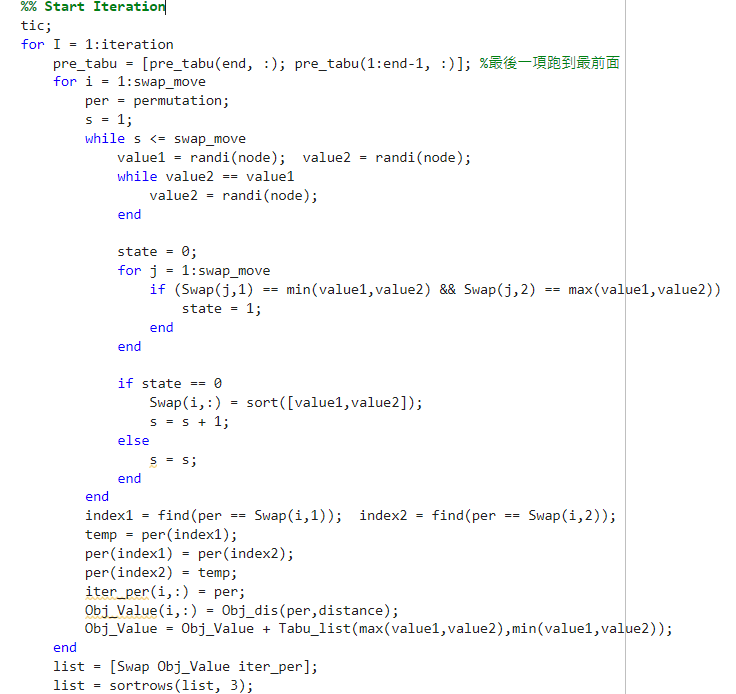 %% Start Iteration
tic;
for I = 1:iteration
    pre_tabu = [pre_tabu(end, :); pre_tabu(1:end-1, :)]; %最後一項跑到最前面
    for i = 1:swap_move
        per = permutation;
        s = 1;
        while s <= swap_move
            value1 = randi(node);  value2 = randi(node);
            while value2 == value1
                value2 = randi(node);
            end

            state = 0;
            for j = 1:swap_move
                if (Swap(j,1) == min(value1,value2) && Swap(j,2) == max(value1,value2))
                    state = 1;
                end
            end

            if state == 0
                Swap(i,:) = sort([value1,value2]);
                s = s + 1;
            else
                s = s;
            end
        end
        index1 = find(per == Swap(i,1));  index2 = find(per == Swap(i,2));
        temp = per(index1);
        per(index1) = per(index2);
        per(index2) = temp;
        iter_per(i,:) = per;
        Obj_Value(i,:) = Obj_dis(per,distance);
        Obj_Value = Obj_Value + Tabu_list(max(value1,value2),min(value1,value2));
    end
    list = [Swap Obj_Value iter_per];
    list = sortrows(list, 3);